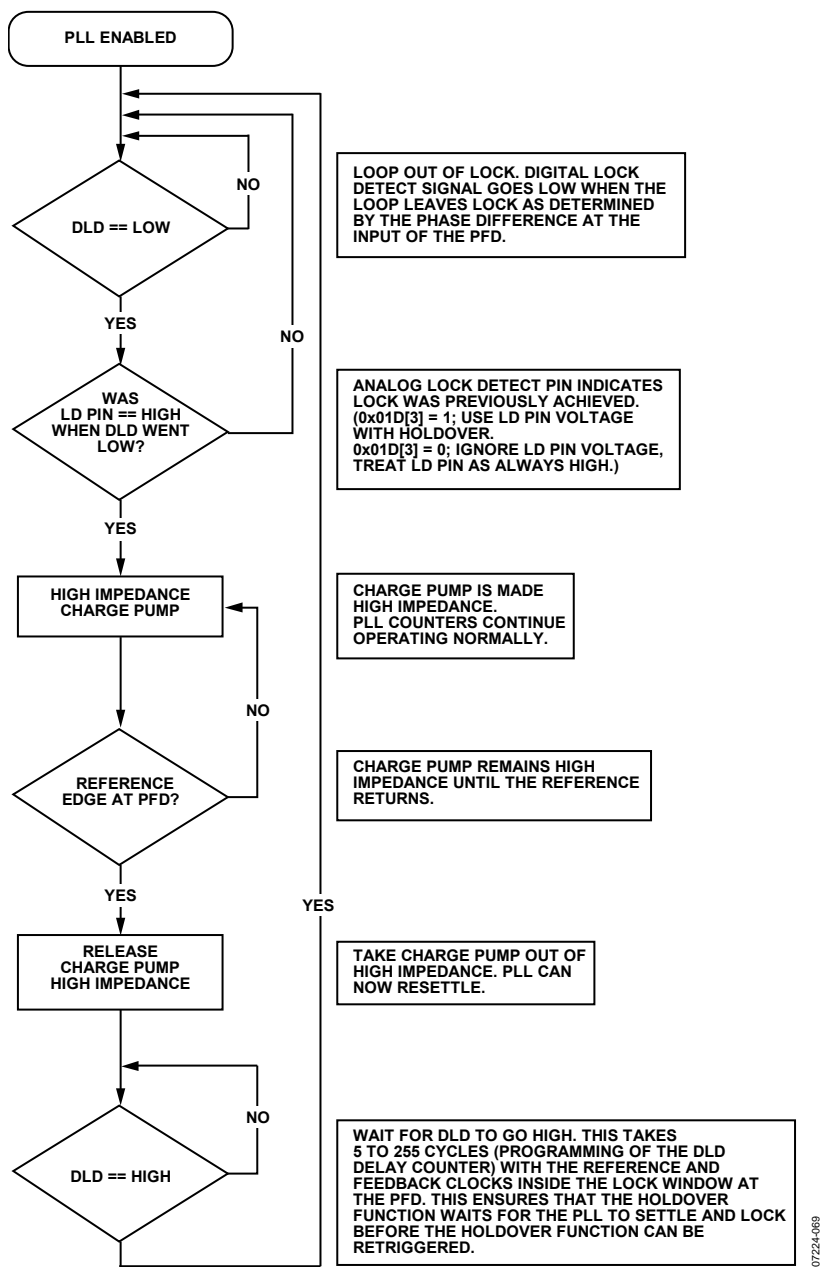 PLL ENABLED
NO
DLD == LOW
LOOP OUT OF LOCK. DIGITAL LOCK
DETECT SIGNAL GOES LOW WHEN THE
LOOP LEAVES LOCK AS DETERMINED
BY THE PHASE DIFFERENCE AT THE
INPUT OF THE PFD.
YES
NO
WAS
LD PIN == HIGH
WHEN DLD WENT
LOW?
ANALOG LOCK DETECT PIN INDICATES
LOCK WAS PREVIOUSLY ACHIEVED.
(0x01D[3] = 1; USE LD PIN VOLTAGE
WITH HOLDOVER.
0x01D[3] = 0; IGNORE LD PIN VOLTAGE,
TREAT LD PIN AS ALWAYS HIGH.)
YES
HIGH IMPEDANCE
CHARGE PUMP
CHARGE PUMP IS MADE
HIGH IMPEDANCE.
PLL COUNTERS CONTINUE
OPERATING NORMALLY.
NO
REFERENCE
EDGE AT PFD?
CHARGE PUMP REMAINS HIGH
IMPEDANCE UNTIL THE REFERENCE
RETURNS.
YES
YES
RELEASE
CHARGE PUMP
HIGH IMPEDANCE
TAKE CHARGE PUMP OUT OF
HIGH IMPEDANCE. PLL CAN
NOW RESETTLE.
NO
DLD == HIGH
WAIT FOR DLD TO GO HIGH. THIS TAKES
5 TO 255 CYCLES (PROGRAMMING OF THE DLD
DELAY COUNTER) WITH THE REFERENCE AND
FEEDBACK CLOCKS INSIDE THE LOCK WINDOW AT
THE PFD. THIS ENSURES THAT THE HOLDOVER
FUNCTION WAITS FOR THE PLL TO SETTLE AND LOCK
BEFORE THE HOLDOVER FUNCTION CAN BE
RETRIGGERED.
07224-069